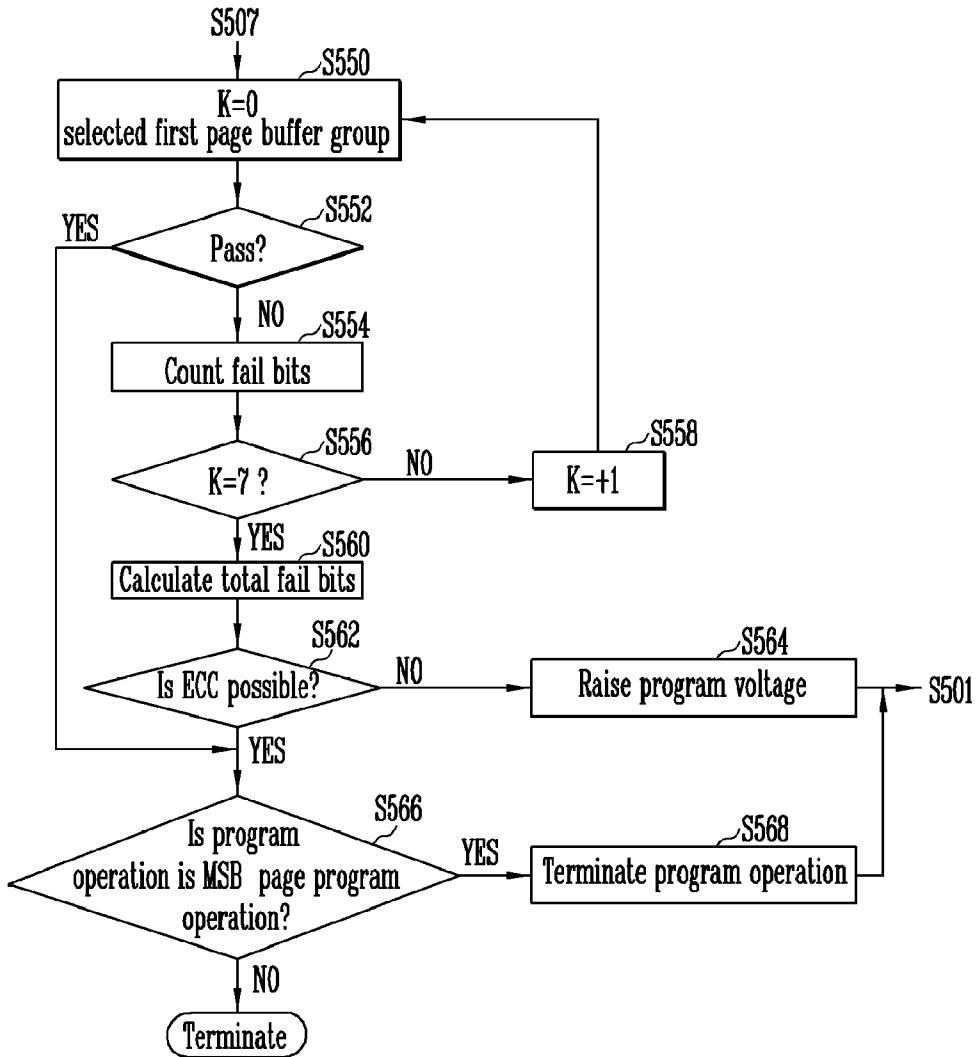 S507
S550
K=0
selected first page buffer group
S552
YES
Pass?
NO
S554
Count fail bits
S556
S558
K=7 ?
NO
K=+1
YES
S560
Calculate total fail bits
S562
S564
Is ECC possible?
NO
Raise program voltage
S501
YES
S566
S568
Is program
operation is MSB page program
operation?
YES
Terminate program operation
NO
Terminate